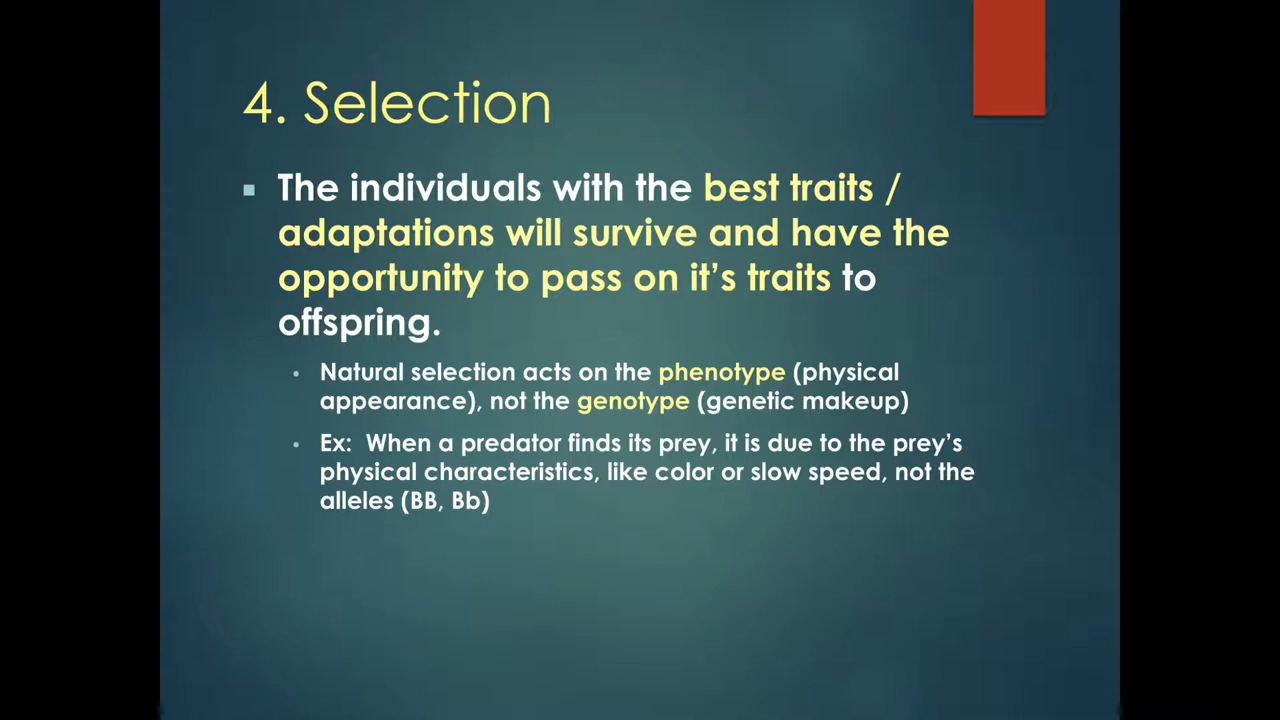 4. Selection
The individuals with the best traits /
adaptations will survive and have the
opportunity to pass on it’s traits to
offspring.
Natural selection acts on the phenotype (physical
appearance), not the genotype (genetic makeup)
Ex:  When a predator finds its prey, it is due to the prey’s
physical characteristics, like color or slow speed, not the
alleles (BB, Bb)